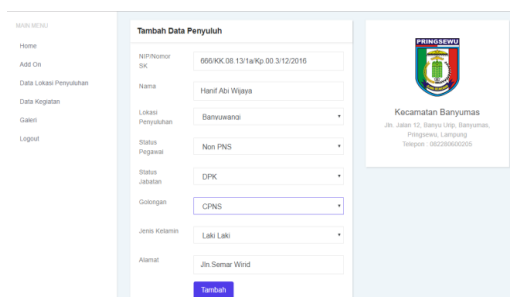 MAIN MENU
Home
Add On
Data Lokasi Penyuluhan
Data Kegiatan
Galeri
Logout
Tambah Data Penyuluh
NIP/Nomor SK
666/KK.08.13/1a/Kp.00.3/12/2016
Nama
Hanif Abi Wijaya
Lokasi Penyuluhan
Banyuwangi
Status Pegawai
Non PNS
Status Jabatan
DPK
Golongan
CPNS
Jenis Kelamin
Laki Laki
Alamat
Jln.Semar Wirid
Tambah
PRINGSEWU
Kecamatan Banyumas
Jln. Jalan 12, Banyu Urip, Banyumas,
Pringsewu, Lampung
Telepon : 082280600205